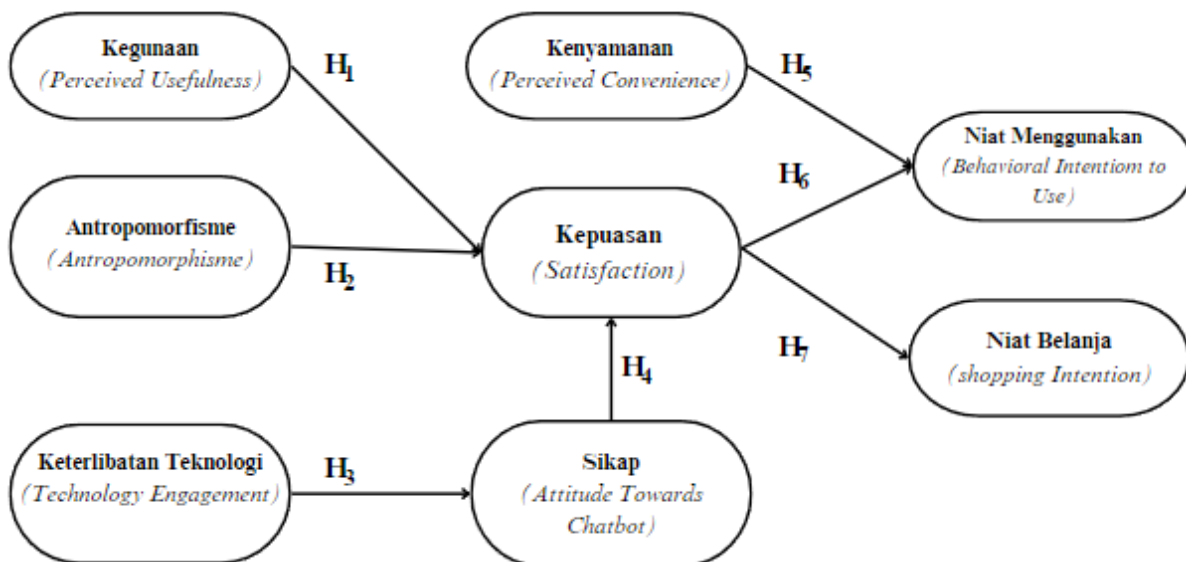 Kegunaan
(Perceived Usefulness)
H1
Kenyamanan
(Perceived Convenience)
H5
Niat Menggunakan
(Behavioral Intentiom to
Use)
H6
Antropomorfisme
(Antropomorphisme)
H2
Kepuasan
(Satisfaction)
H7
Niat Belanja
(shopping Intention)
H4
Keterlibatan Teknologi
(Technology Engagement)
H3
Sikap
(Attitude Towards
Chatbot)